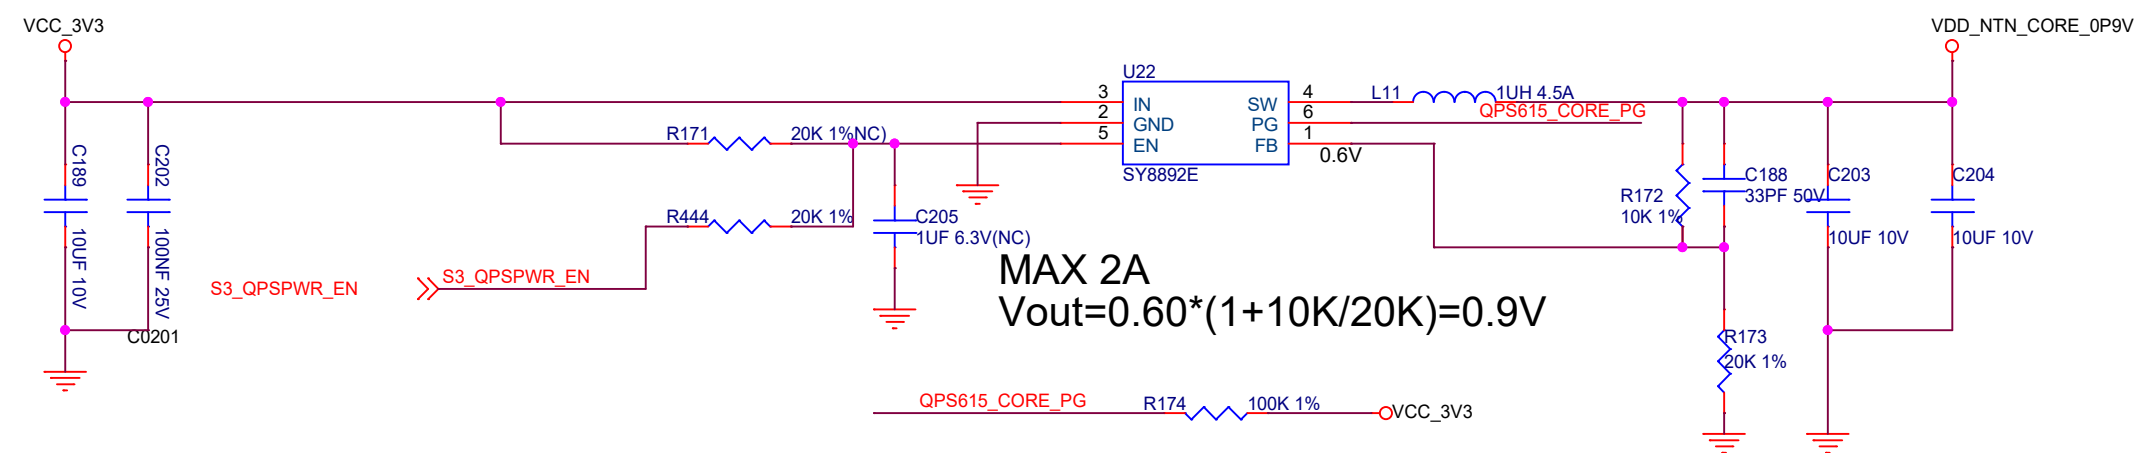 VCC_3V3
VDD_NTN_CORE_0P9V
U22
3 IN SW 4
2 GND PG 6
5 EN FB 1
SY8892E
0.6V
L11 1UH 4.5A
QPS615_CORE_PG
R171 20K 1%NC)
R444 20K 1%
C189
10UF 10V
C202
100NF 25V
C0201
C205
1UF 6.3V(NC)
S3_QPSPWR_EN
S3_QPSPWR_EN
R172
10K 1%
C188
33PF 50V
C203
10UF 10V
C204
10UF 10V
MAX 2A
Vout=0.60*(1+10K/20K)=0.9V
R173
20K 1%
QPS615_CORE_PG
R174 100K 1%
VCC_3V3